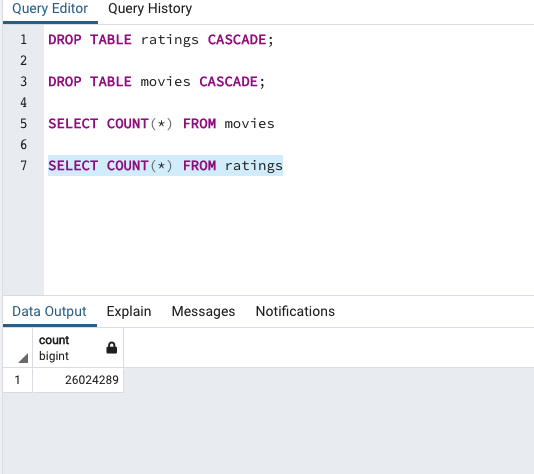 Query Editor Query History
1 DROP TABLE ratings CASCADE;
2
3 DROP TABLE movies CASCADE;
4
5 SELECT COUNT(*) FROM movies
6
7 SELECT COUNT(*) FROM ratings
Data Output Explain Messages Notifications
count
bigint
1 26024289